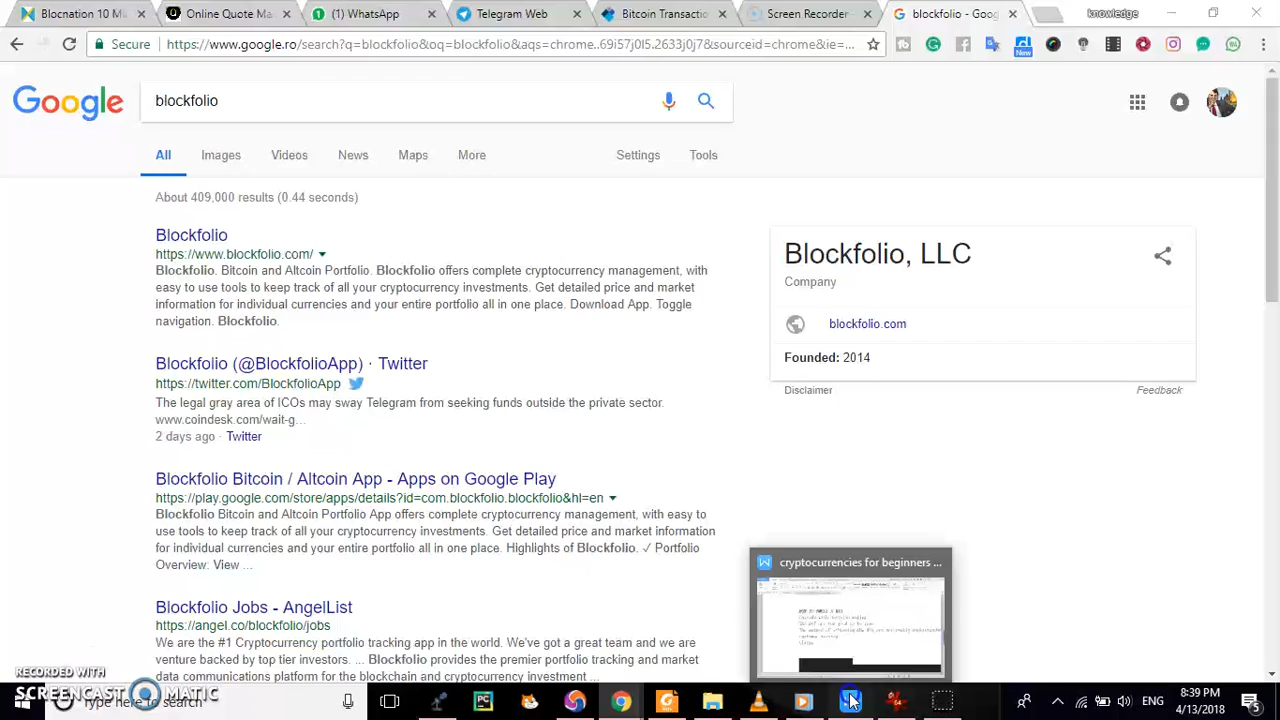 Blocnation 10 M
Online Quote Ma
(1) WhatsApp
Telegram Web
Bitcoin Transactio
Screen Recorder
blockfolio - Goog
knowledge
Secure
https://www.google.ro/search?q=blockfolio&oq=blockfolio&aqs=chrome..69i57j0l5.2633j0j7&sourceid=chrome&ie=...
New
Google
blockfolio
All Images Videos News Maps More Settings Tools
About 409,000 results (0.44 seconds)
Blockfolio
https://www.blockfolio.com/
Blockfolio. Bitcoin and Altcoin Portfolio. Blockfolio offers complete cryptocurrency management, with
easy to use tools to keep track of all your cryptocurrency investments. Get detailed price and market
information for individual currencies and your entire portfolio all in one place. Download App. Toggle
navigation. Blockfolio.
Blockfolio (@BlockfolioApp) · Twitter
https://twitter.com/BlockfolioApp
The legal gray area of ICOs may sway Telegram from seeking funds outside the private sector.
www.coindesk.com/wait-g...
2 days ago · Twitter
Blockfolio Bitcoin / Altcoin App - Apps on Google Play
https://play.google.com/store/apps/details?id=com.blockfolio.blockfolio&hl=en
Blockfolio Bitcoin and Altcoin Portfolio App offers complete cryptocurrency management, with easy to
use tools to keep track of all your cryptocurrency investments. Get detailed price and market
information for individual currencies and your entire portfolio all in one place. Highlights of Blockfolio. ✓ Portfolio
Overview. View ...
Blockfolio Jobs - AngelList
https://angel.co/blockfolio/jobs
We are the #1 cryptocurrency portfolio tracking app in the world. We've got a great team and and we are
venture backed by top tier investors. ... Blockfolio provides the premier portfolio tracking and market
data communications platform for the blockchain and cryptocurrency investment ...
Blockfolio, LLC
Company
blockfolio.com
Founded: 2014
Disclaimer
Feedback
cryptocurrencies for beginners ...
RECORDED WITH
SCREENCAST MATIC
Type here to search
64
ENG
8:39 PM
4/13/2018
5